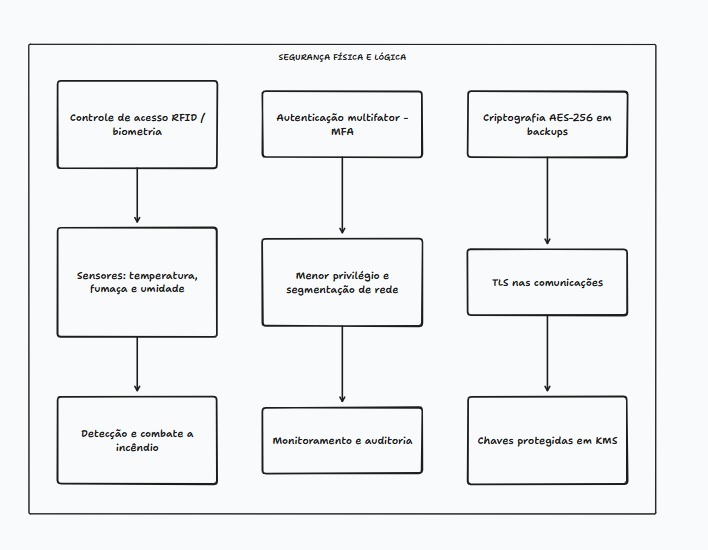 SEGURANÇA FÍSICA E LÓGICA
Controle de acesso RFID /
biometria
Autenticação multifator -
MFA
Criptografia AES-256 em
backups
Sensores: temperatura,
fumaça e umidade
Menor privilégio e
segmentação de rede
TLS nas comunicações
Detecção e combate a
incêndio
Monitoramento e auditoria
Chaves protegidas em KMS